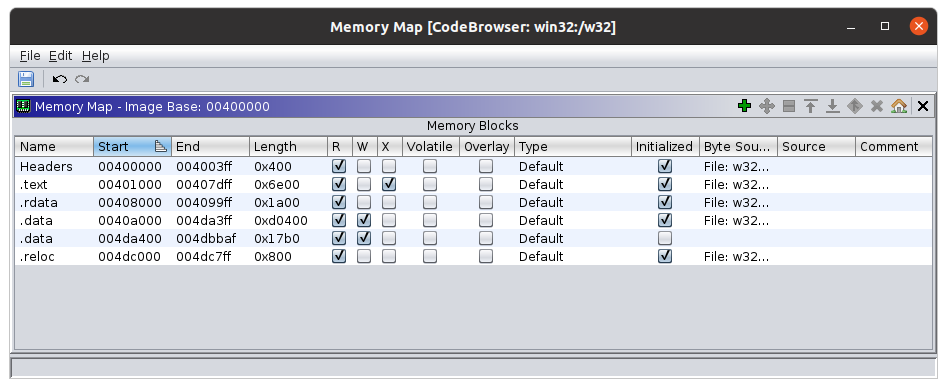 Memory Map [CodeBrowser: win32:/w32]
File Edit Help
Memory Map - Image Base: 00400000
Memory Blocks
Name Start End Length R W X Volatile Overlay Type Initialized Byte Sou... Source Comment
Headers 00400000 004003ff 0x400 Default File: w32...
.text 00401000 00407dff 0x6e00 Default File: w32...
.rdata 00408000 004099ff 0x1a00 Default File: w32...
.data 0040a000 004da3ff 0xd0400 Default File: w32...
.data 004da400 004dbbaf 0x17b0 Default
.reloc 004dc000 004dc7ff 0x800 Default File: w32...